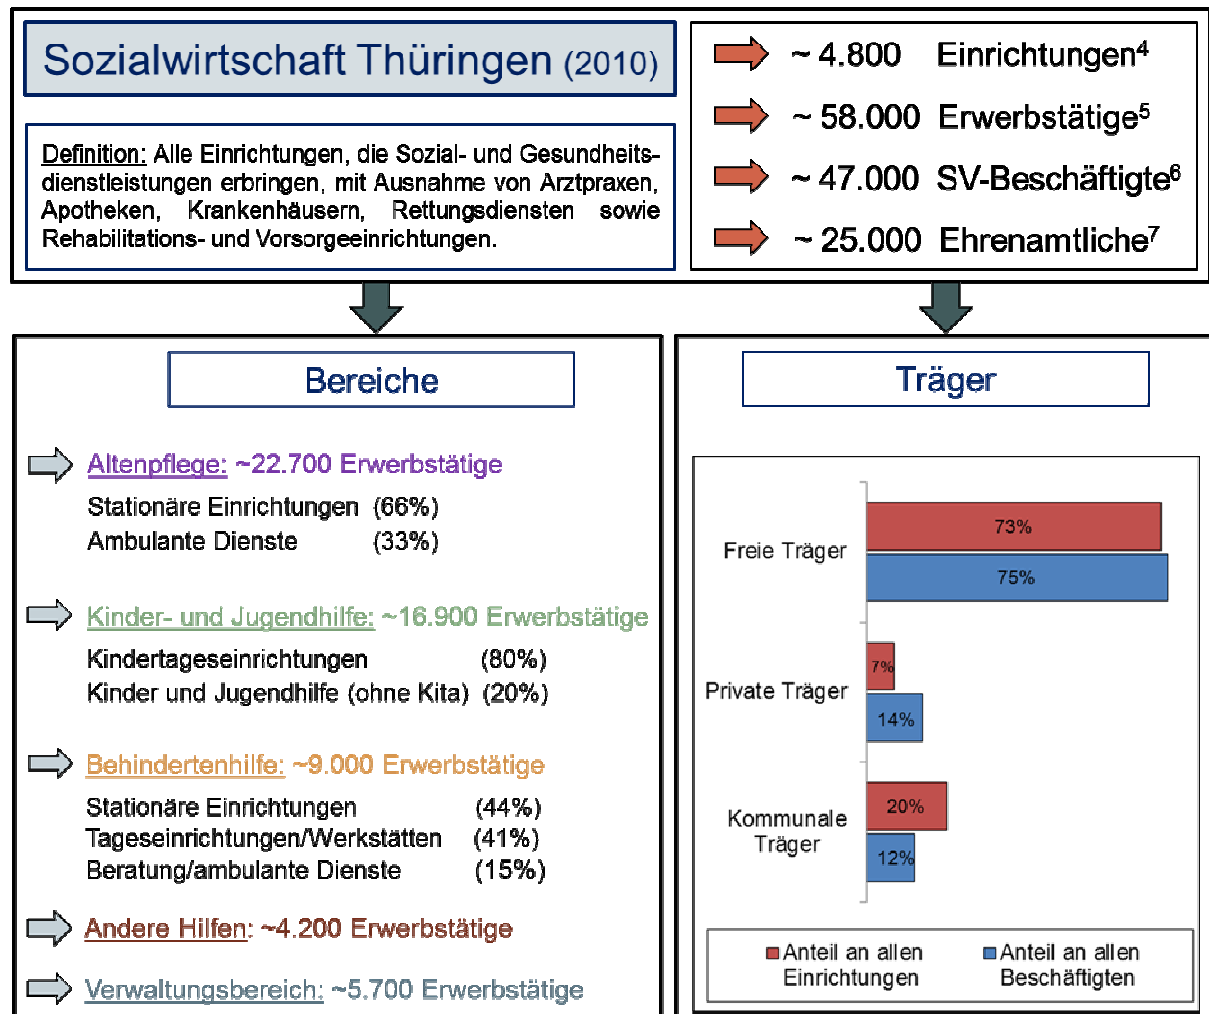 Sozialwirtschaft Thüringen (2010)
Definition: Alle Einrichtungen, die Sozial- und Gesundheits-
dienstleistungen erbringen, mit Ausnahme von Arztpraxen,
Apotheken, Krankenhäusern, Rettungsdiensten sowie
Rehabilitations- und Vorsorgeeinrichtungen.
~ 4.800 Einrichtungen⁴
~ 58.000 Erwerbstätige⁵
~ 47.000 SV-Beschäftigte⁶
~ 25.000 Ehrenamtliche⁷
Bereiche
Altenpflege: ~22.700 Erwerbstätige
Stationäre Einrichtungen (66%)
Ambulante Dienste (33%)
Kinder- und Jugendhilfe: ~16.900 Erwerbstätige
Kindertageseinrichtungen (80%)
Kinder und Jugendhilfe (ohne Kita) (20%)
Behindertenhilfe: ~9.000 Erwerbstätige
Stationäre Einrichtungen (44%)
Tageseinrichtungen/Werkstätten (41%)
Beratung/ambulante Dienste (15%)
Andere Hilfen: ~4.200 Erwerbstätige
Verwaltungsbereich: ~5.700 Erwerbstätige
Träger
Freie Träger
73%
75%
Private Träger
7%
14%
Kommunale
Träger
20%
12%
Anteil an allen
Einrichtungen
Anteil an allen
Beschäftigten